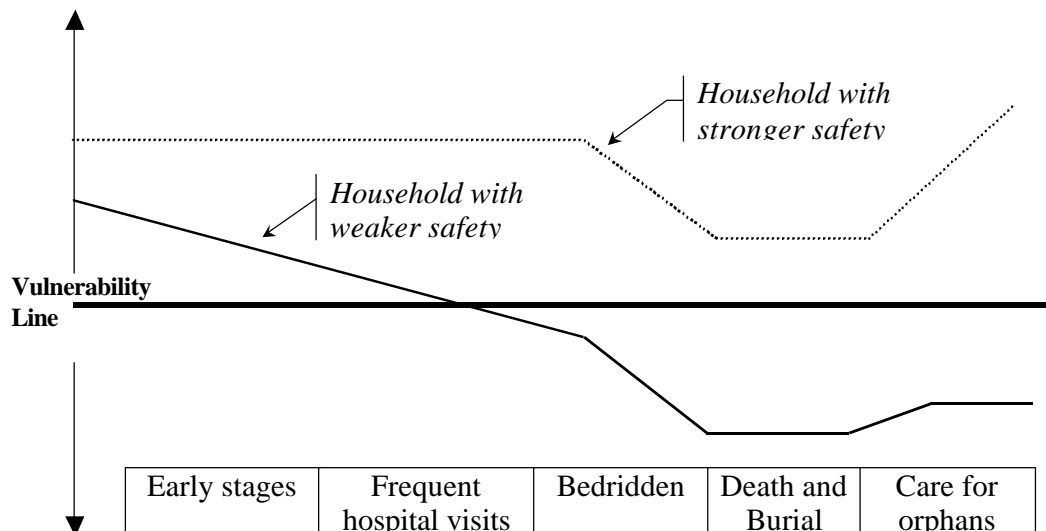 Household with
stronger safety
Household with
weaker safety
Vulnerability
Line
Early stages
Frequent
hospital visits
Bedridden
Death and
Burial
Care for
orphans